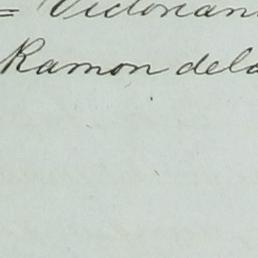 = Victorian
Ramon dela